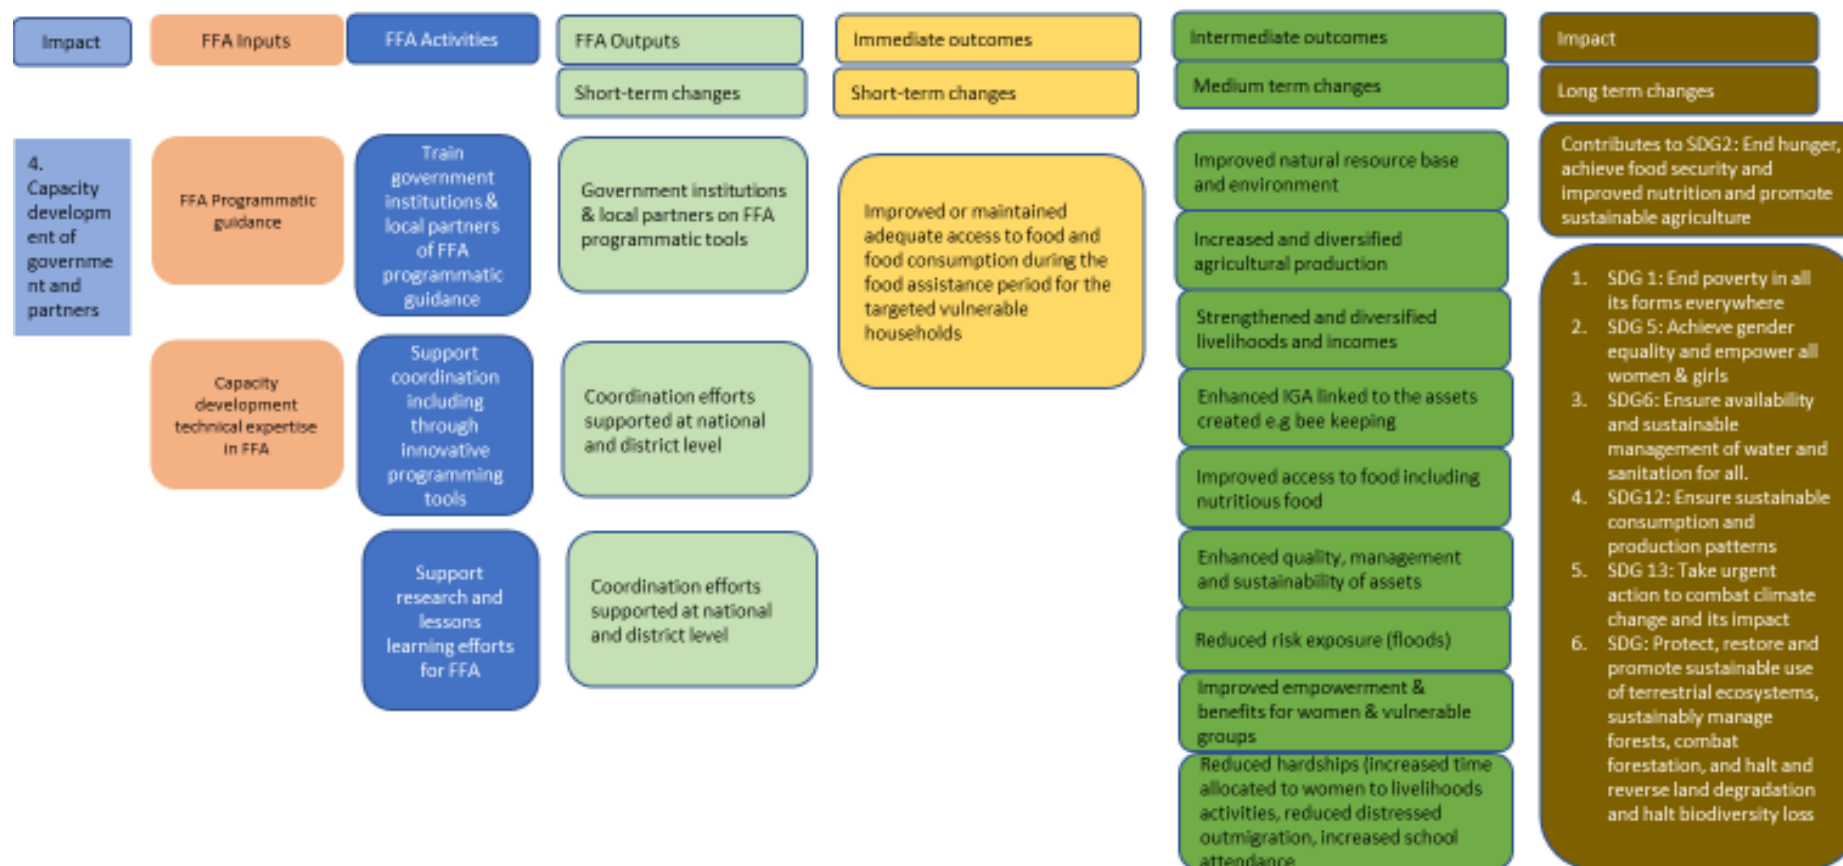 Impact
FFA Inputs
FFA Activities
FFA Outputs
Immediate outcomes
Intermediate outcomes
Impact
Short-term changes
Short-term changes
Medium term changes
Long term changes
4.
Capacity
developm
ent of
governme
nt and
partners
FFA Programmatic
guidance
Capacity
development
technical expertise
in FFA
Train
government
institutions &
local partners
of FFA
programmatic
guidance
Support
coordination
including
through
innovative
programming
tools
Support
research and
lessons
learning efforts
for FFA
Government institutions
& local partners on FFA
programmatic tools
Coordination efforts
supported at national
and district level
Coordination efforts
supported at national
and district level
Improved or maintained
adequate access to food and
food consumption during the
food assistance period for the
targeted vulnerable
households
Improved natural resource base
and environment
Increased and diversified
agricultural production
Strengthened and diversified
livelihoods and incomes
Enhanced IGA linked to the assets
created e.g bee keeping
Improved access to food including
nutritious food
Enhanced quality, management
and sustainability of assets
Reduced risk exposure (floods)
Improved empowerment &
benefits for women & vulnerable
groups
Reduced hardships (increased time
allocated to women to livelihoods
activities, reduced distressed
outmigration, increased school
attendance
Contributes to SDG2: End hunger,
achieve food security and
improved nutrition and promote
sustainable agriculture
1. SDG 1: End poverty in all
its forms everywhere
2. SDG 5: Achieve gender
equality and empower all
women & girls
3. SDG6: Ensure availability
and sustainable
management of water and
sanitation for all.
4. SDG12: Ensure sustainable
consumption and
production patterns
5. SDG 13: Take urgent
action to combat climate
change and its impact
6. SDG: Protect, restore and
promote sustainable use
of terrestrial ecosystems,
sustainably manage
forests, combat
forestation, and halt and
reverse land degradation
and halt biodiversity loss